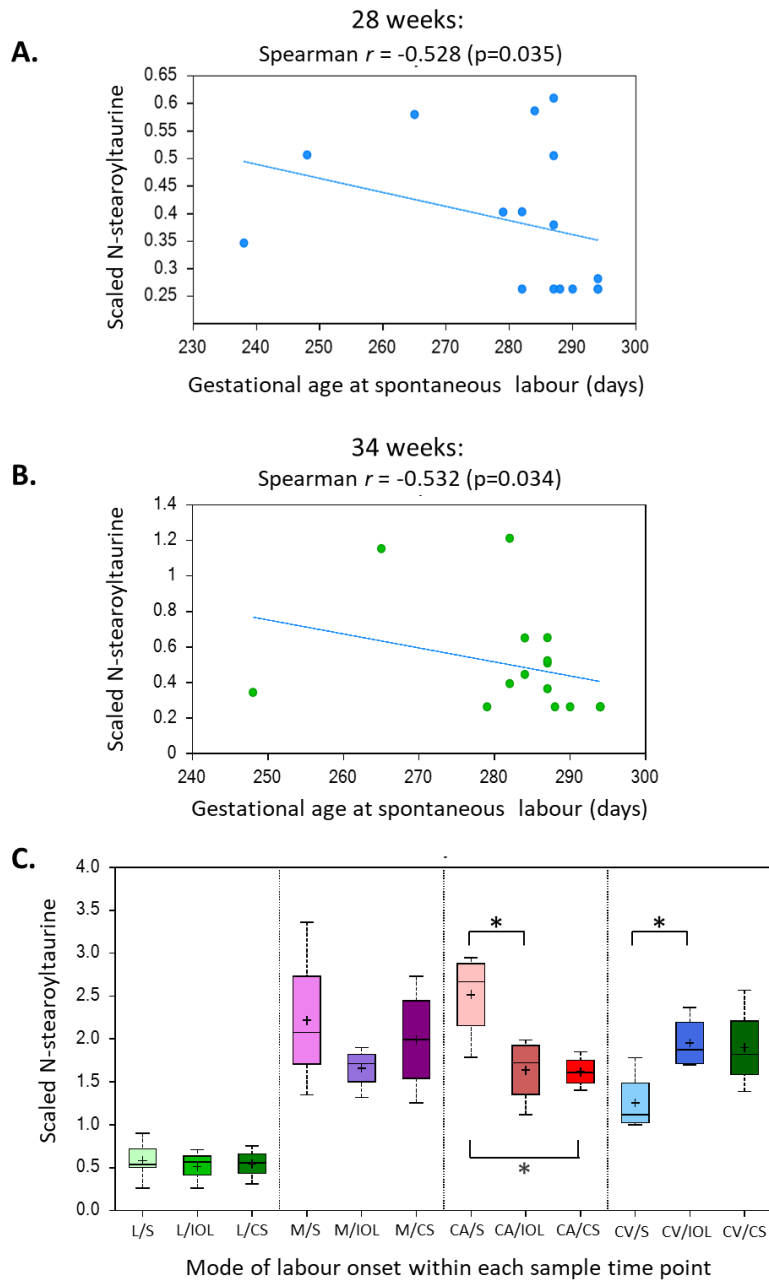 28 weeks:
A.
Spearman r = -0.528 (p=0.035)
Scaled N-stearoyltaurine
0.65
0.6
0.55
0.5
0.45
0.4
0.35
0.3
0.25
230 240 250 260 270 280 290 300
Gestational age at spontaneous labour (days)
34 weeks:
B.
Spearman r = -0.532 (p=0.034)
Scaled N-stearoyltaurine
1.4
1.2
1
0.8
0.6
0.4
0.2
0
240 250 260 270 280 290 300
Gestational age at spontaneous labour (days)
C.
Scaled N-stearoyltaurine
4.0
3.5
3.0
2.5
2.0
1.5
1.0
0.5
0.0
* *
*
L/S L/IOL L/CS M/S M/IOL M/CS CA/S CA/IOL CA/CS CV/S CV/IOL CV/CS
Mode of labour onset within each sample time point